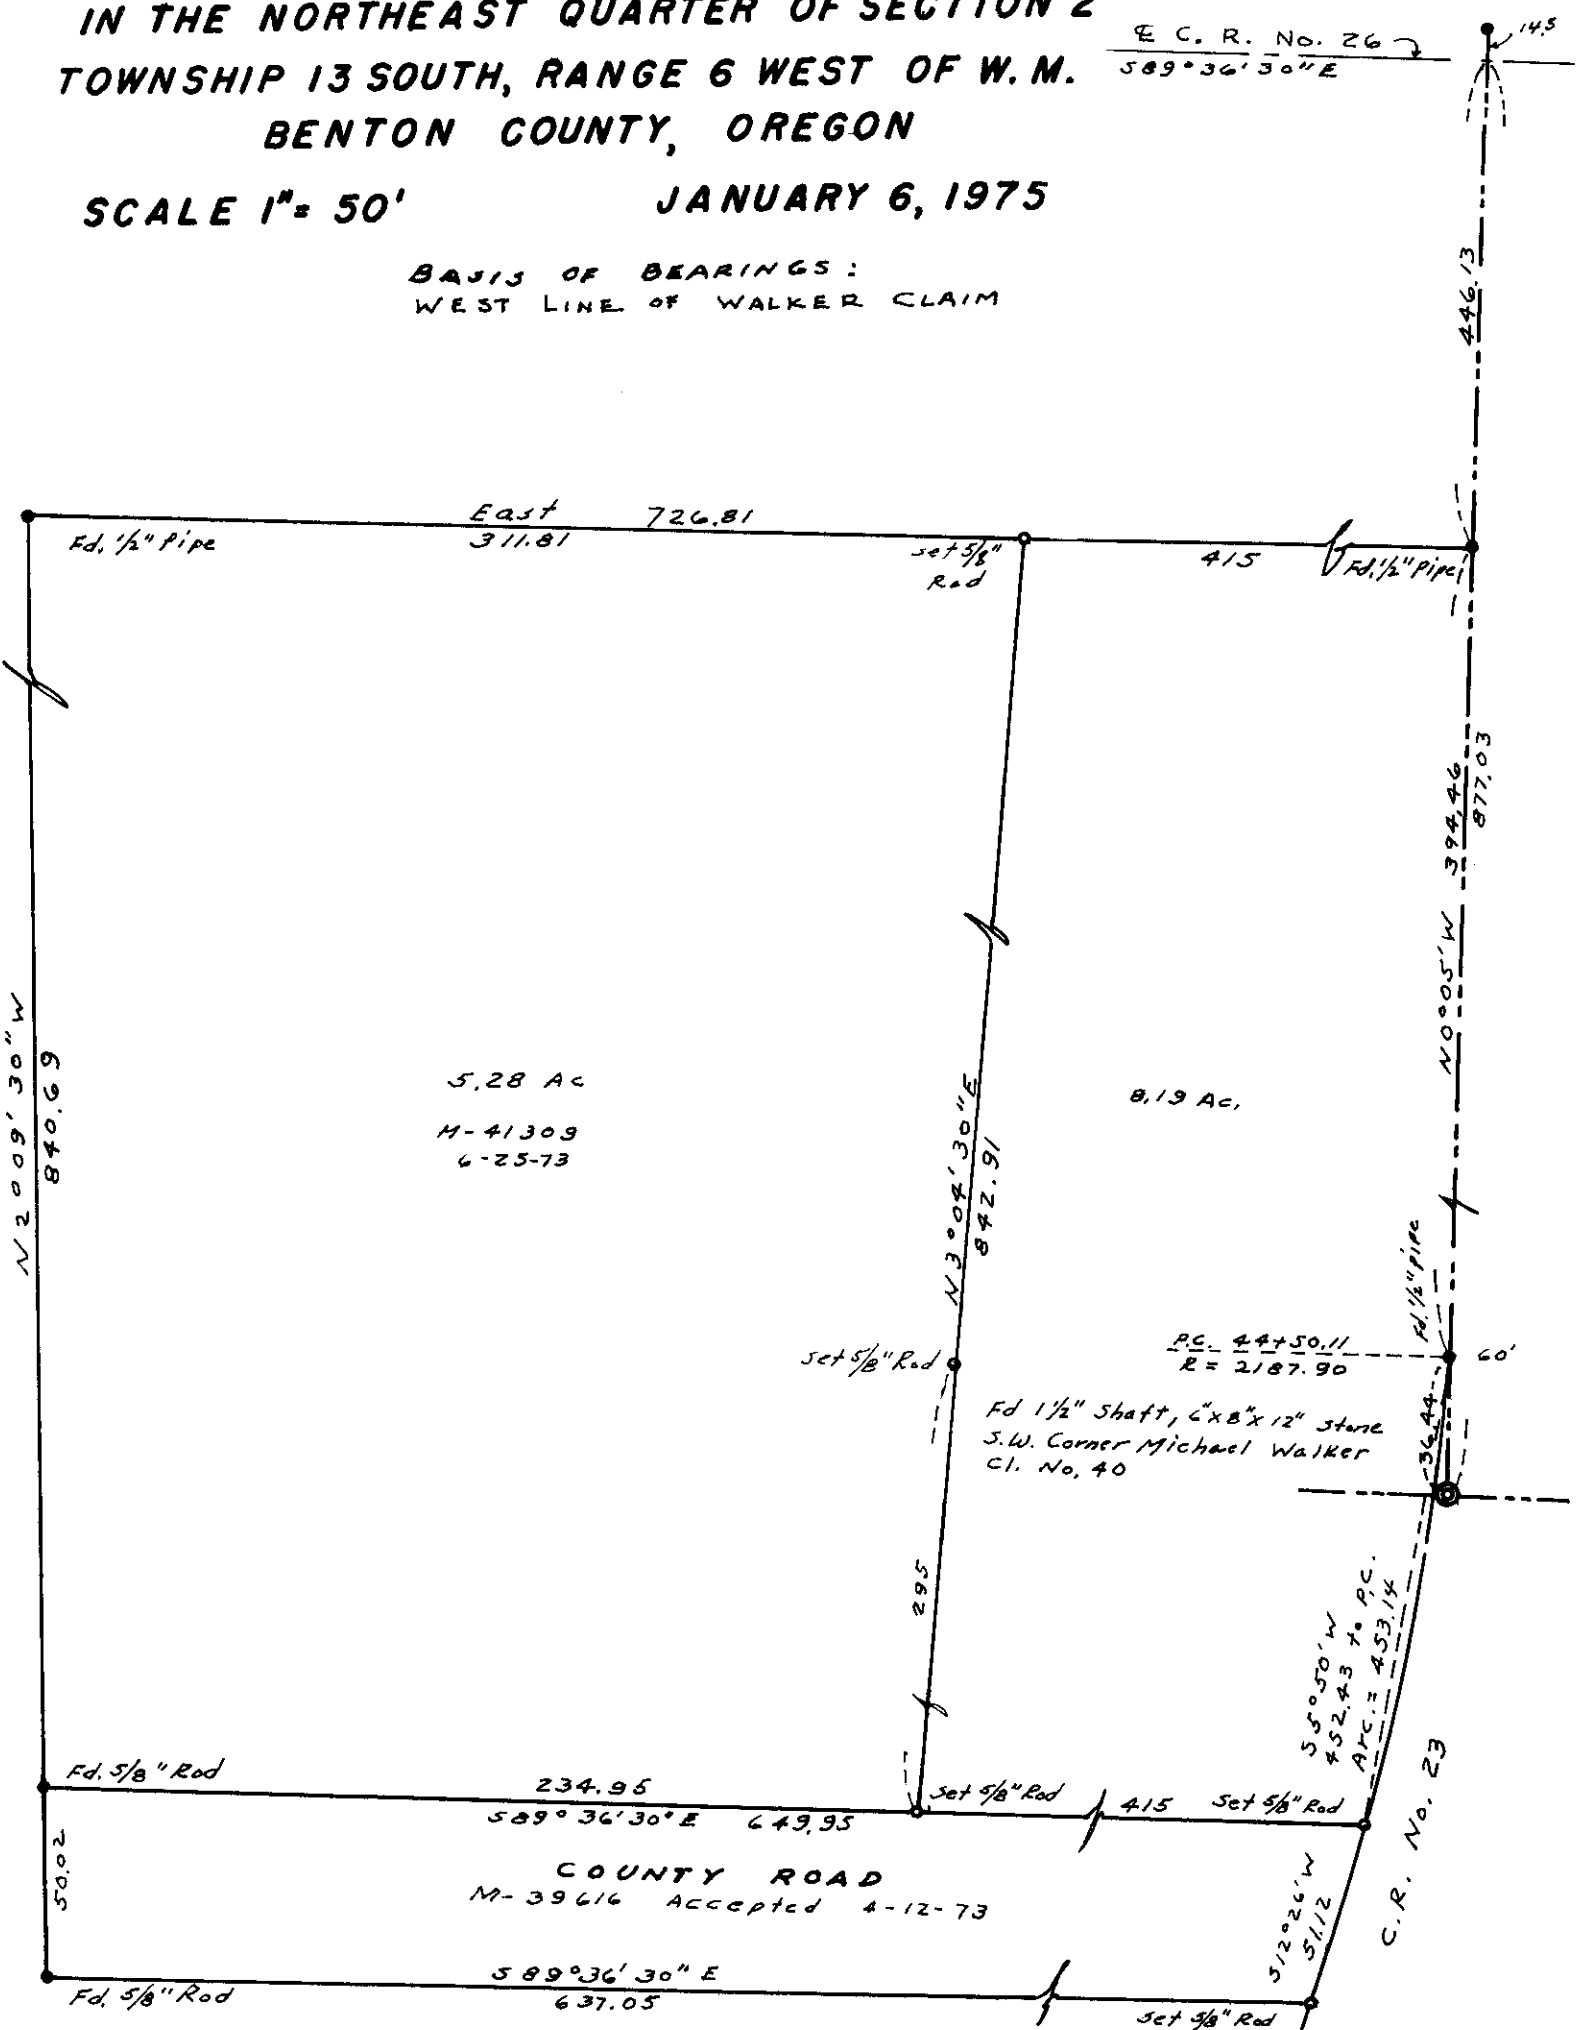 IN THE NORTHEAST QUARTER OF SECTION 2
TOWNSHIP 13 SOUTH, RANGE 6 WEST OF W.M.
BENTON COUNTY, OREGON
SCALE 1"= 50' JANUARY 6, 1975
BASIS OF BEARINGS:
WEST LINE OF WALKER CLAIM
℄ C. R. No. 26
S89°36'30"E
14.5
446.13
East 726.81
311.81
Fd. 1/2" Pipe
set 5/8"
Rod
415
Fd. 1/2" Pipe
394.46
877.03
N0°05'W
N2°09'30"W
840.69
5.28 Ac
M-41309
6-25-73
N3°04'30"E
842.91
8.19 Ac.
Fd. 1/2" Pipe
set 5/8" Rod
P.C. 44+50.11
R = 2187.90
60'
36.44
Fd 1 1/2" Shaft, 6"x8"x12" stone
S.W. Corner Michael Walker
Cl. No. 40
295
S5°50'W
452.43 to P.C.
Arc. = 453.14
Fd. 5/8" Rod
234.95
S89°36'30"E 649.95
Set 5/8" Rod
415
Set 5/8" Rod
C.R. No. 23
50.02
COUNTY ROAD
M-39616 Accepted 4-12-73
S12°26'W
51.12
S89°36'30"E
637.05
Fd. 5/8" Rod
set 5/8" Rod